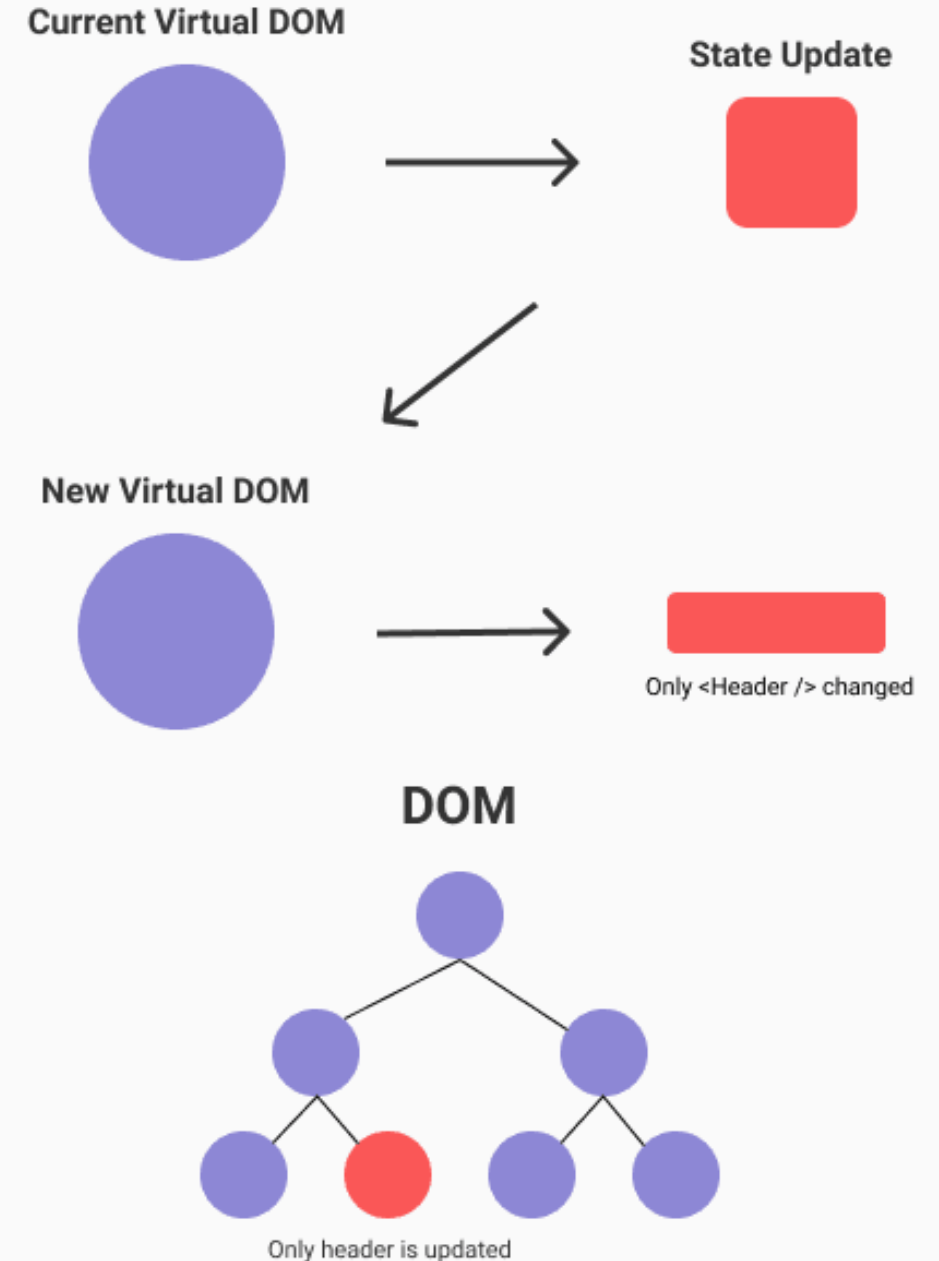 Current Virtual DOM
State Update
New Virtual DOM
Only <Header /> changed
DOM
Only header is updated